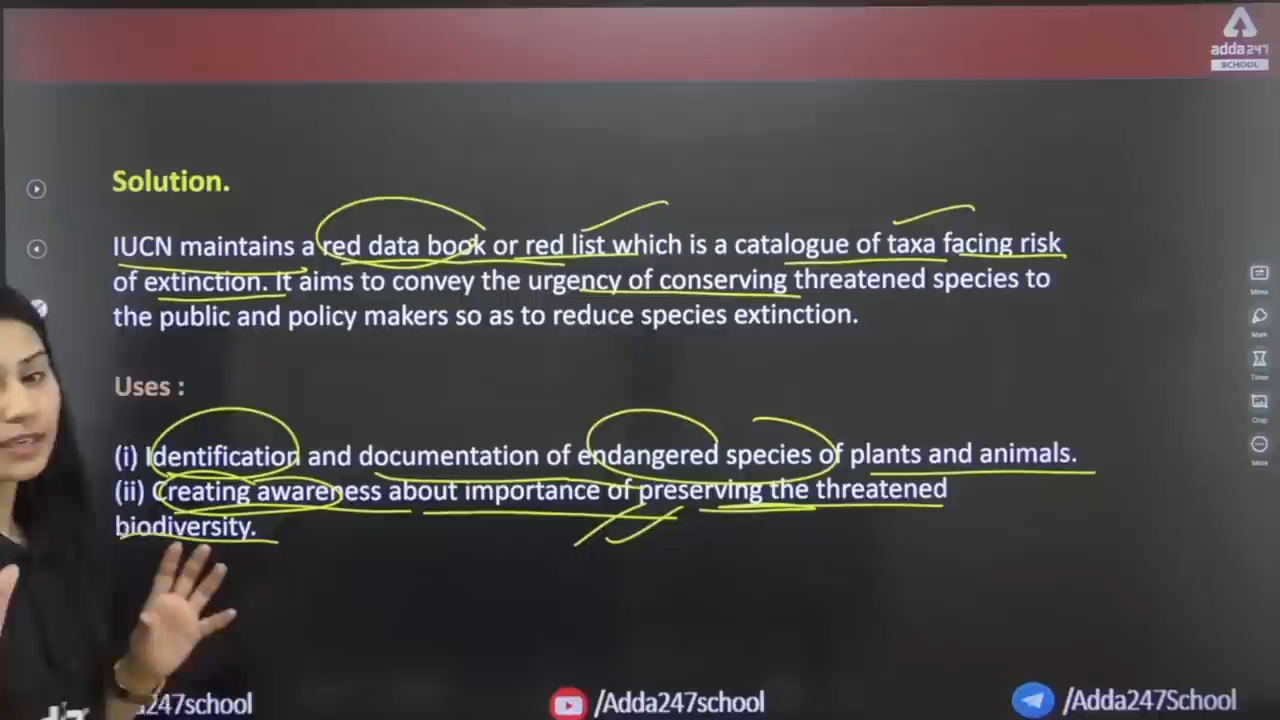 adda247
SCHOOL
Solution.
IUCN maintains a red data book or red list which is a catalogue of taxa facing risk
of extinction. It aims to convey the urgency of conserving threatened species to
the public and policy makers so as to reduce species extinction.
Uses :
(i) Identification and documentation of endangered species of plants and animals.
(ii) Creating awareness about importance of preserving the threatened
biodiversity.
Timer
More
247school
/Adda247school
/Adda247School